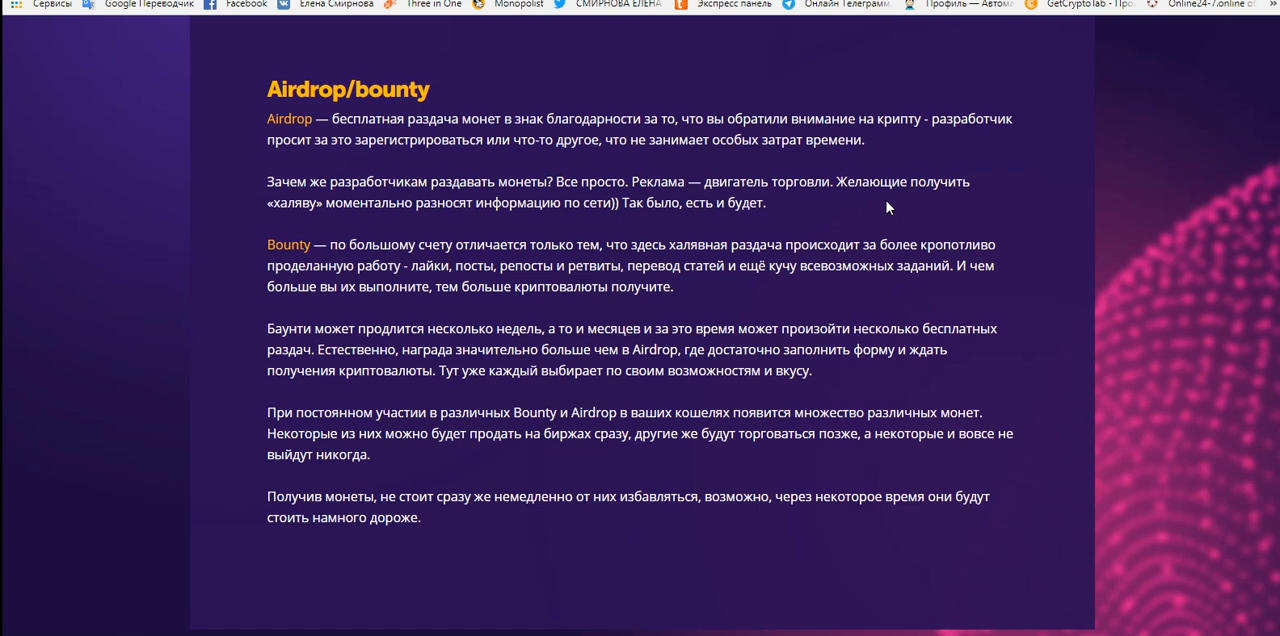 Сервисы Google Переводчик Facebook Елена Смирнова Three in One Monopolist СМИРНОВА ЕЛЕНА Экспресс панель Онлайн Телеграмм, Профиль — Автома GetCryptoTab - Про Online24-7.online о »
Airdrop/bounty
Airdrop — бесплатная раздача монет в знак благодарности за то, что вы обратили внимание на крипту - разработчик
просит за это зарегистрироваться или что-то другое, что не занимает особых затрат времени.
Зачем же разработчикам раздавать монеты? Все просто. Реклама — двигатель торговли. Желающие получить
«халяву» моментально разносят информацию по сети)) Так было, есть и будет.
Bounty — по большому счету отличается только тем, что здесь халявная раздача происходит за более кропотливо
проделанную работу - лайки, посты, репосты и ретвиты, перевод статей и ещё кучу всевозможных заданий. И чем
больше вы их выполните, тем больше криптовалюты получите.
Баунти может продлится несколько недель, а то и месяцев и за это время может произойти несколько бесплатных
раздач. Естественно, награда значительно больше чем в Airdrop, где достаточно заполнить форму и ждать
получения криптовалюты. Тут уже каждый выбирает по своим возможностям и вкусу.
При постоянном участии в различных Bounty и Airdrop в ваших кошелях появится множество различных монет.
Некоторые из них можно будет продать на биржах сразу, другие же будут торговаться позже, а некоторые и вовсе не
выйдут никогда.
Получив монеты, не стоит сразу же немедленно от них избавляться, возможно, через некоторое время они будут
стоить намного дороже.